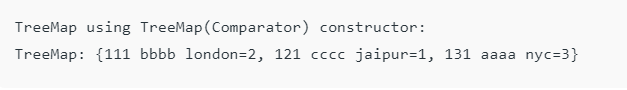 TreeMap using TreeMap(Comparator) constructor:
TreeMap: {111 bbbb london=2, 121 cccc jaipur=1, 131 aaaa nyc=3}